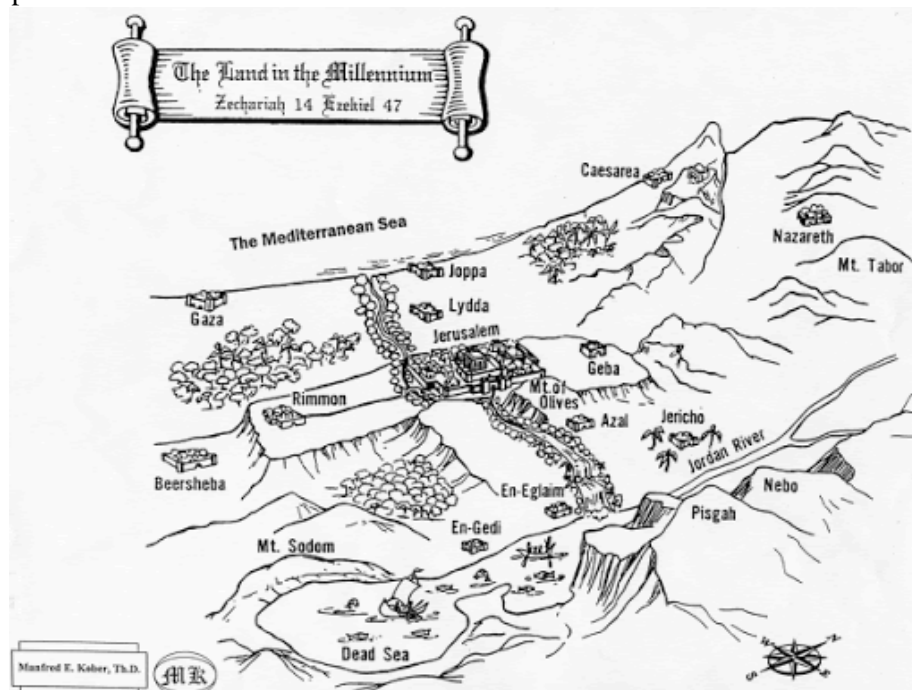 The Land in the Millennium
Zechariah 14 Ezekiel 47
Caesarea
Nazareth
The Mediterranean Sea
Mt. Tabor
Joppa
Gaza
Lydda
Jerusalem
Geba
Mt. of
Olives
Rimmon
Azal
Jericho
Jordan River
Beersheba
En-Eglaim
Nebo
Pisgah
En-Gedi
Mt. Sodom
Dead Sea
Manfred E. Kober, Th.D.
MK
W
N
S
E